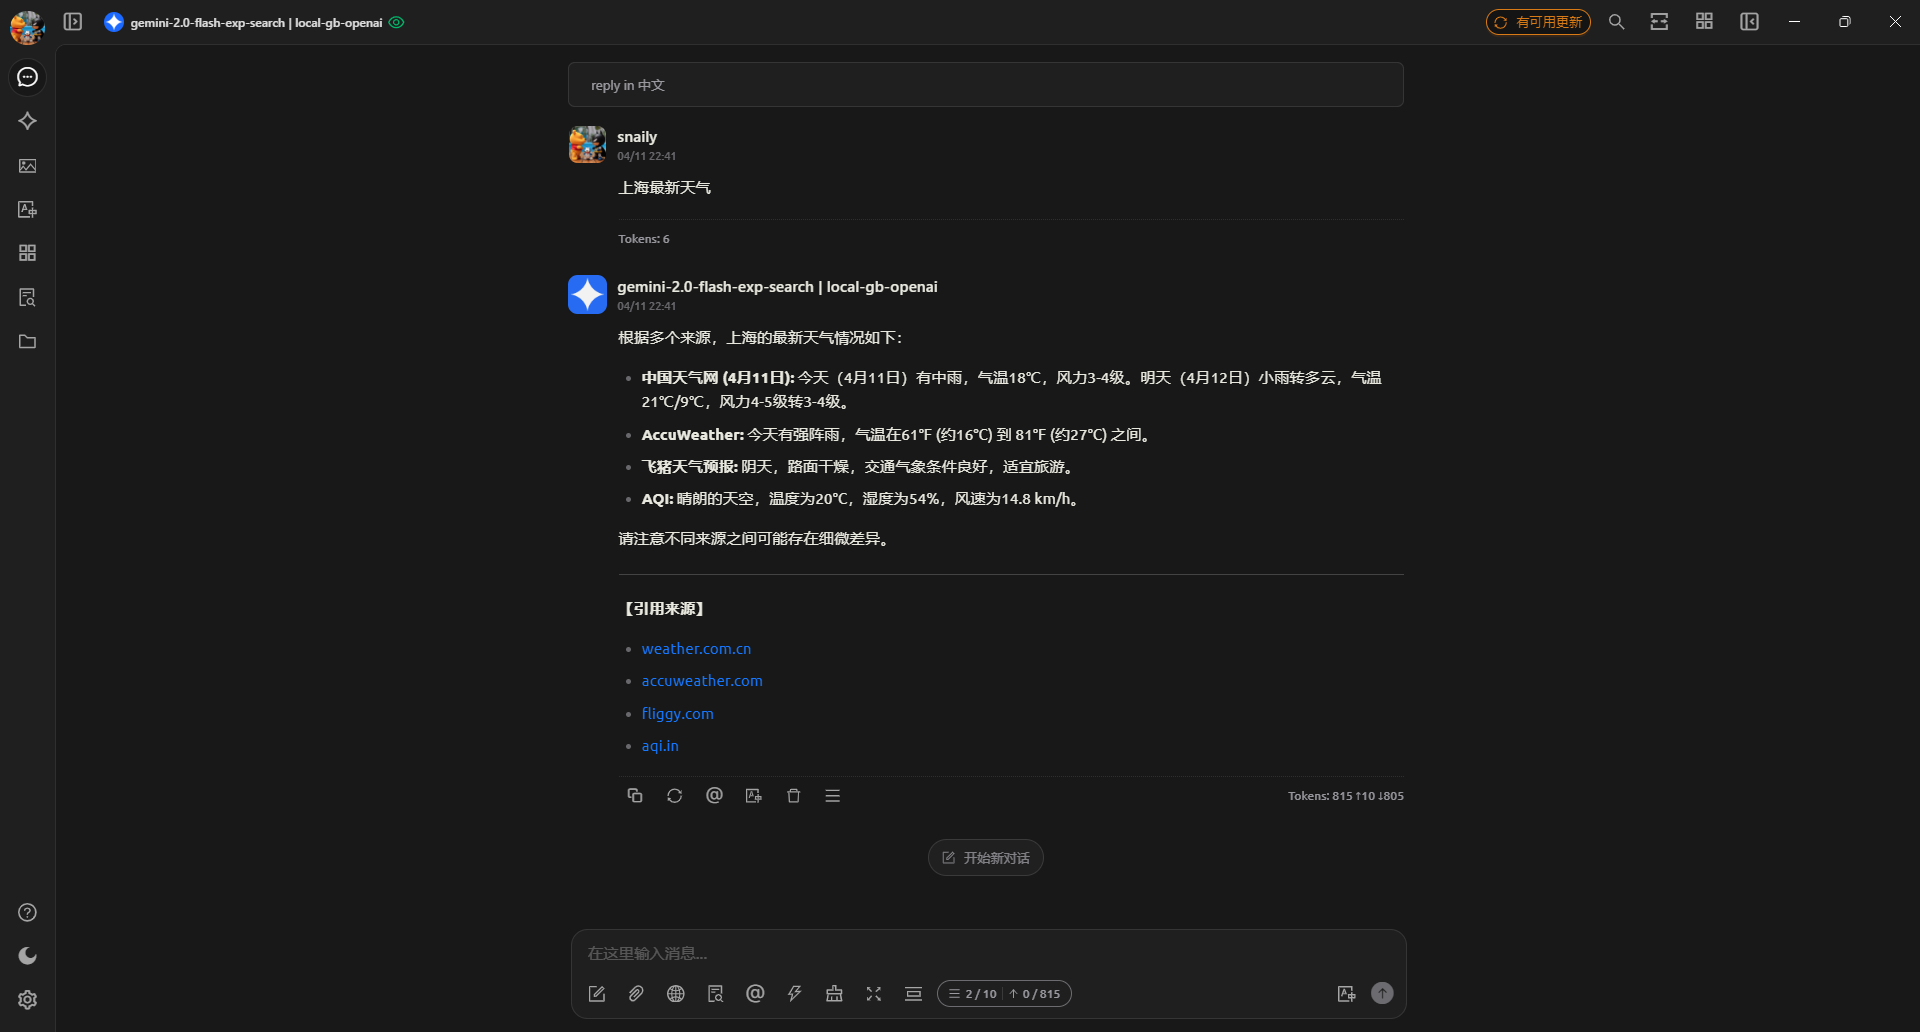 gemini-2.0-flash-exp-search | local-gb-openai
有可用更新
reply in 中文
snaily
04/11 22:41
上海最新天气
Tokens: 6
gemini-2.0-flash-exp-search | local-gb-openai
04/11 22:41
根据多个来源，上海的最新天气情况如下：
中国天气网 (4月11日): 今天（4月11日）有中雨，气温18℃，风力3-4级。明天（4月12日）小雨转多云，气温
21℃/9℃，风力4-5级转3-4级。
AccuWeather: 今天有强阵雨，气温在61°F (约16℃) 到 81°F (约27℃) 之间。
飞猪天气预报: 阴天，路面干燥，交通气象条件良好，适宜旅游。
AQI: 晴朗的天空，温度为20℃，湿度为54%，风速为14.8 km/h。
请注意不同来源之间可能存在细微差异。
【引用来源】
weather.com.cn
accuweather.com
fliggy.com
aqi.in
Tokens: 815 ↑10 ↓805
开始新对话
在这里输入消息...
2 / 10 ↑ 0 / 815